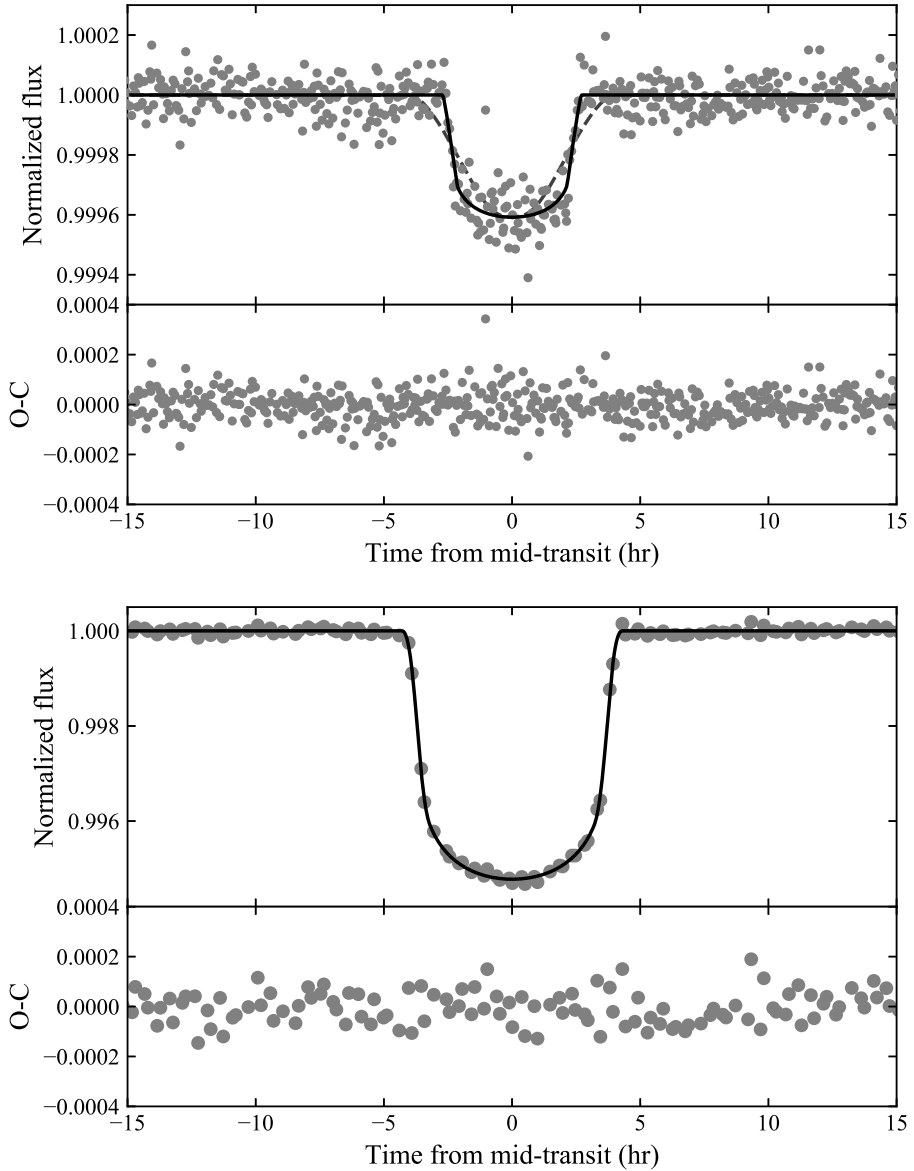 1.0002
1.0000
0.9998
0.9996
0.9994
Normalized flux
0.0004
0.0002
0.0000
−0.0002
−0.0004
O-C
−15 −10 −5 0 5 10 15
Time from mid-transit (hr)
1.000
0.998
0.996
Normalized flux
0.0004
0.0002
0.0000
−0.0002
−0.0004
O-C
−15 −10 −5 0 5 10 15
Time from mid-transit (hr)